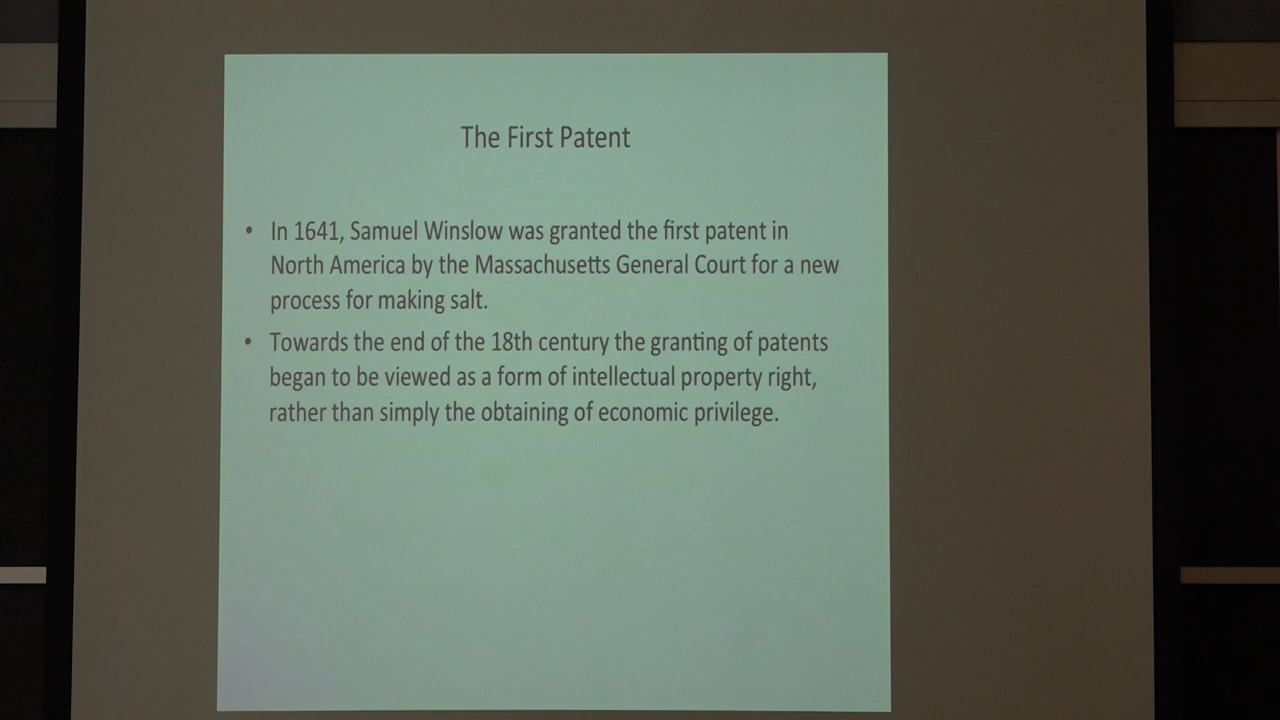 The First Patent
• In 1641, Samuel Winslow was granted the first patent in
North America by the Massachusetts General Court for a new
process for making salt.
• Towards the end of the 18th century the granting of patents
began to be viewed as a form of intellectual property right,
rather than simply the obtaining of economic privilege.